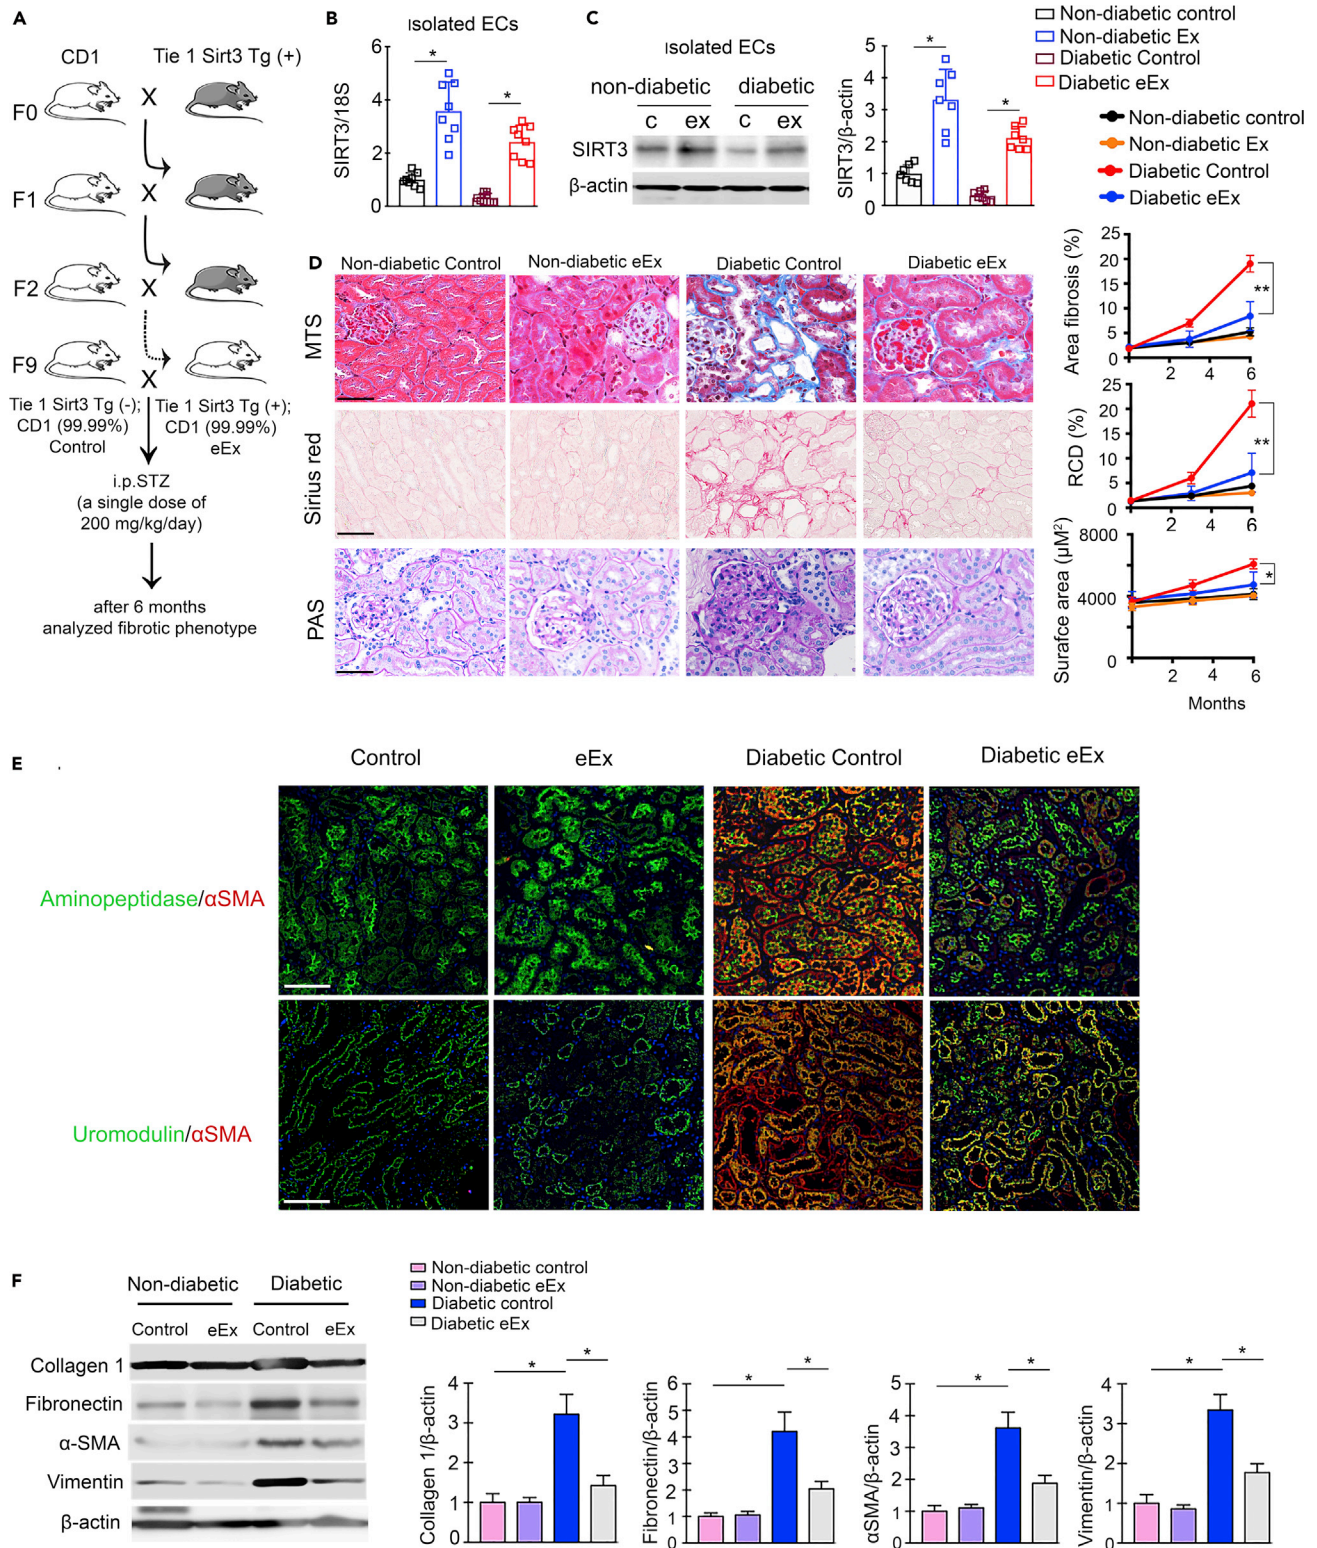 A
CD1
Tie 1 Sirt3 Tg (+)
F0
X
F1
X
F2
X
F9
X
Tie 1 Sirt3 Tg (-);
CD1 (99.99%)
Control
Tie 1 Sirt3 Tg (+);
CD1 (99.99%)
eEx
i.p.STZ
(a single dose of
200 mg/kg/day)
after 6 months
analyzed fibrotic phenotype
B
Isolated ECs
SIRT3/18S
6
4
2
0
*
*
C
Isolated ECs
non-diabetic
diabetic
c
ex
c
ex
SIRT3
β-actin
SIRT3/β-actin
5
4
3
2
1
0
*
*
Non-diabetic control
Non-diabetic Ex
Diabetic Control
Diabetic eEx
Non-diabetic control
Non-diabetic Ex
Diabetic Control
Diabetic eEx
D
Non-diabetic Control
Non-diabetic eEx
Diabetic Control
Diabetic eEx
MTS
Sirius red
PAS
Area fibrosis (%)
25
20
15
10
5
0
2
4
6
**
RCD (%)
25
20
15
10
5
0
2
4
6
**
Surafce area (µM²)
8000
4000
0
2
4
6
*
Months
E
Control
eEx
Diabetic Control
Diabetic eEx
Aminopeptidase/αSMA
Uromodulin/αSMA
F
Non-diabetic
Diabetic
Control
eEx
Control
eEx
Collagen 1
Fibronectin
α-SMA
Vimentin
β-actin
Non-diabetic control
Non-diabetic eEx
Diabetic control
Diabetic eEx
Collagen 1/β-actin
4
3
2
1
0
*
*
Fibronectin/β-actin
6
5
4
3
2
1
0
*
*
αSMA/β-actin
5
4
3
2
1
0
*
*
Vimentin/β-actin
4
3
2
1
0
*
*